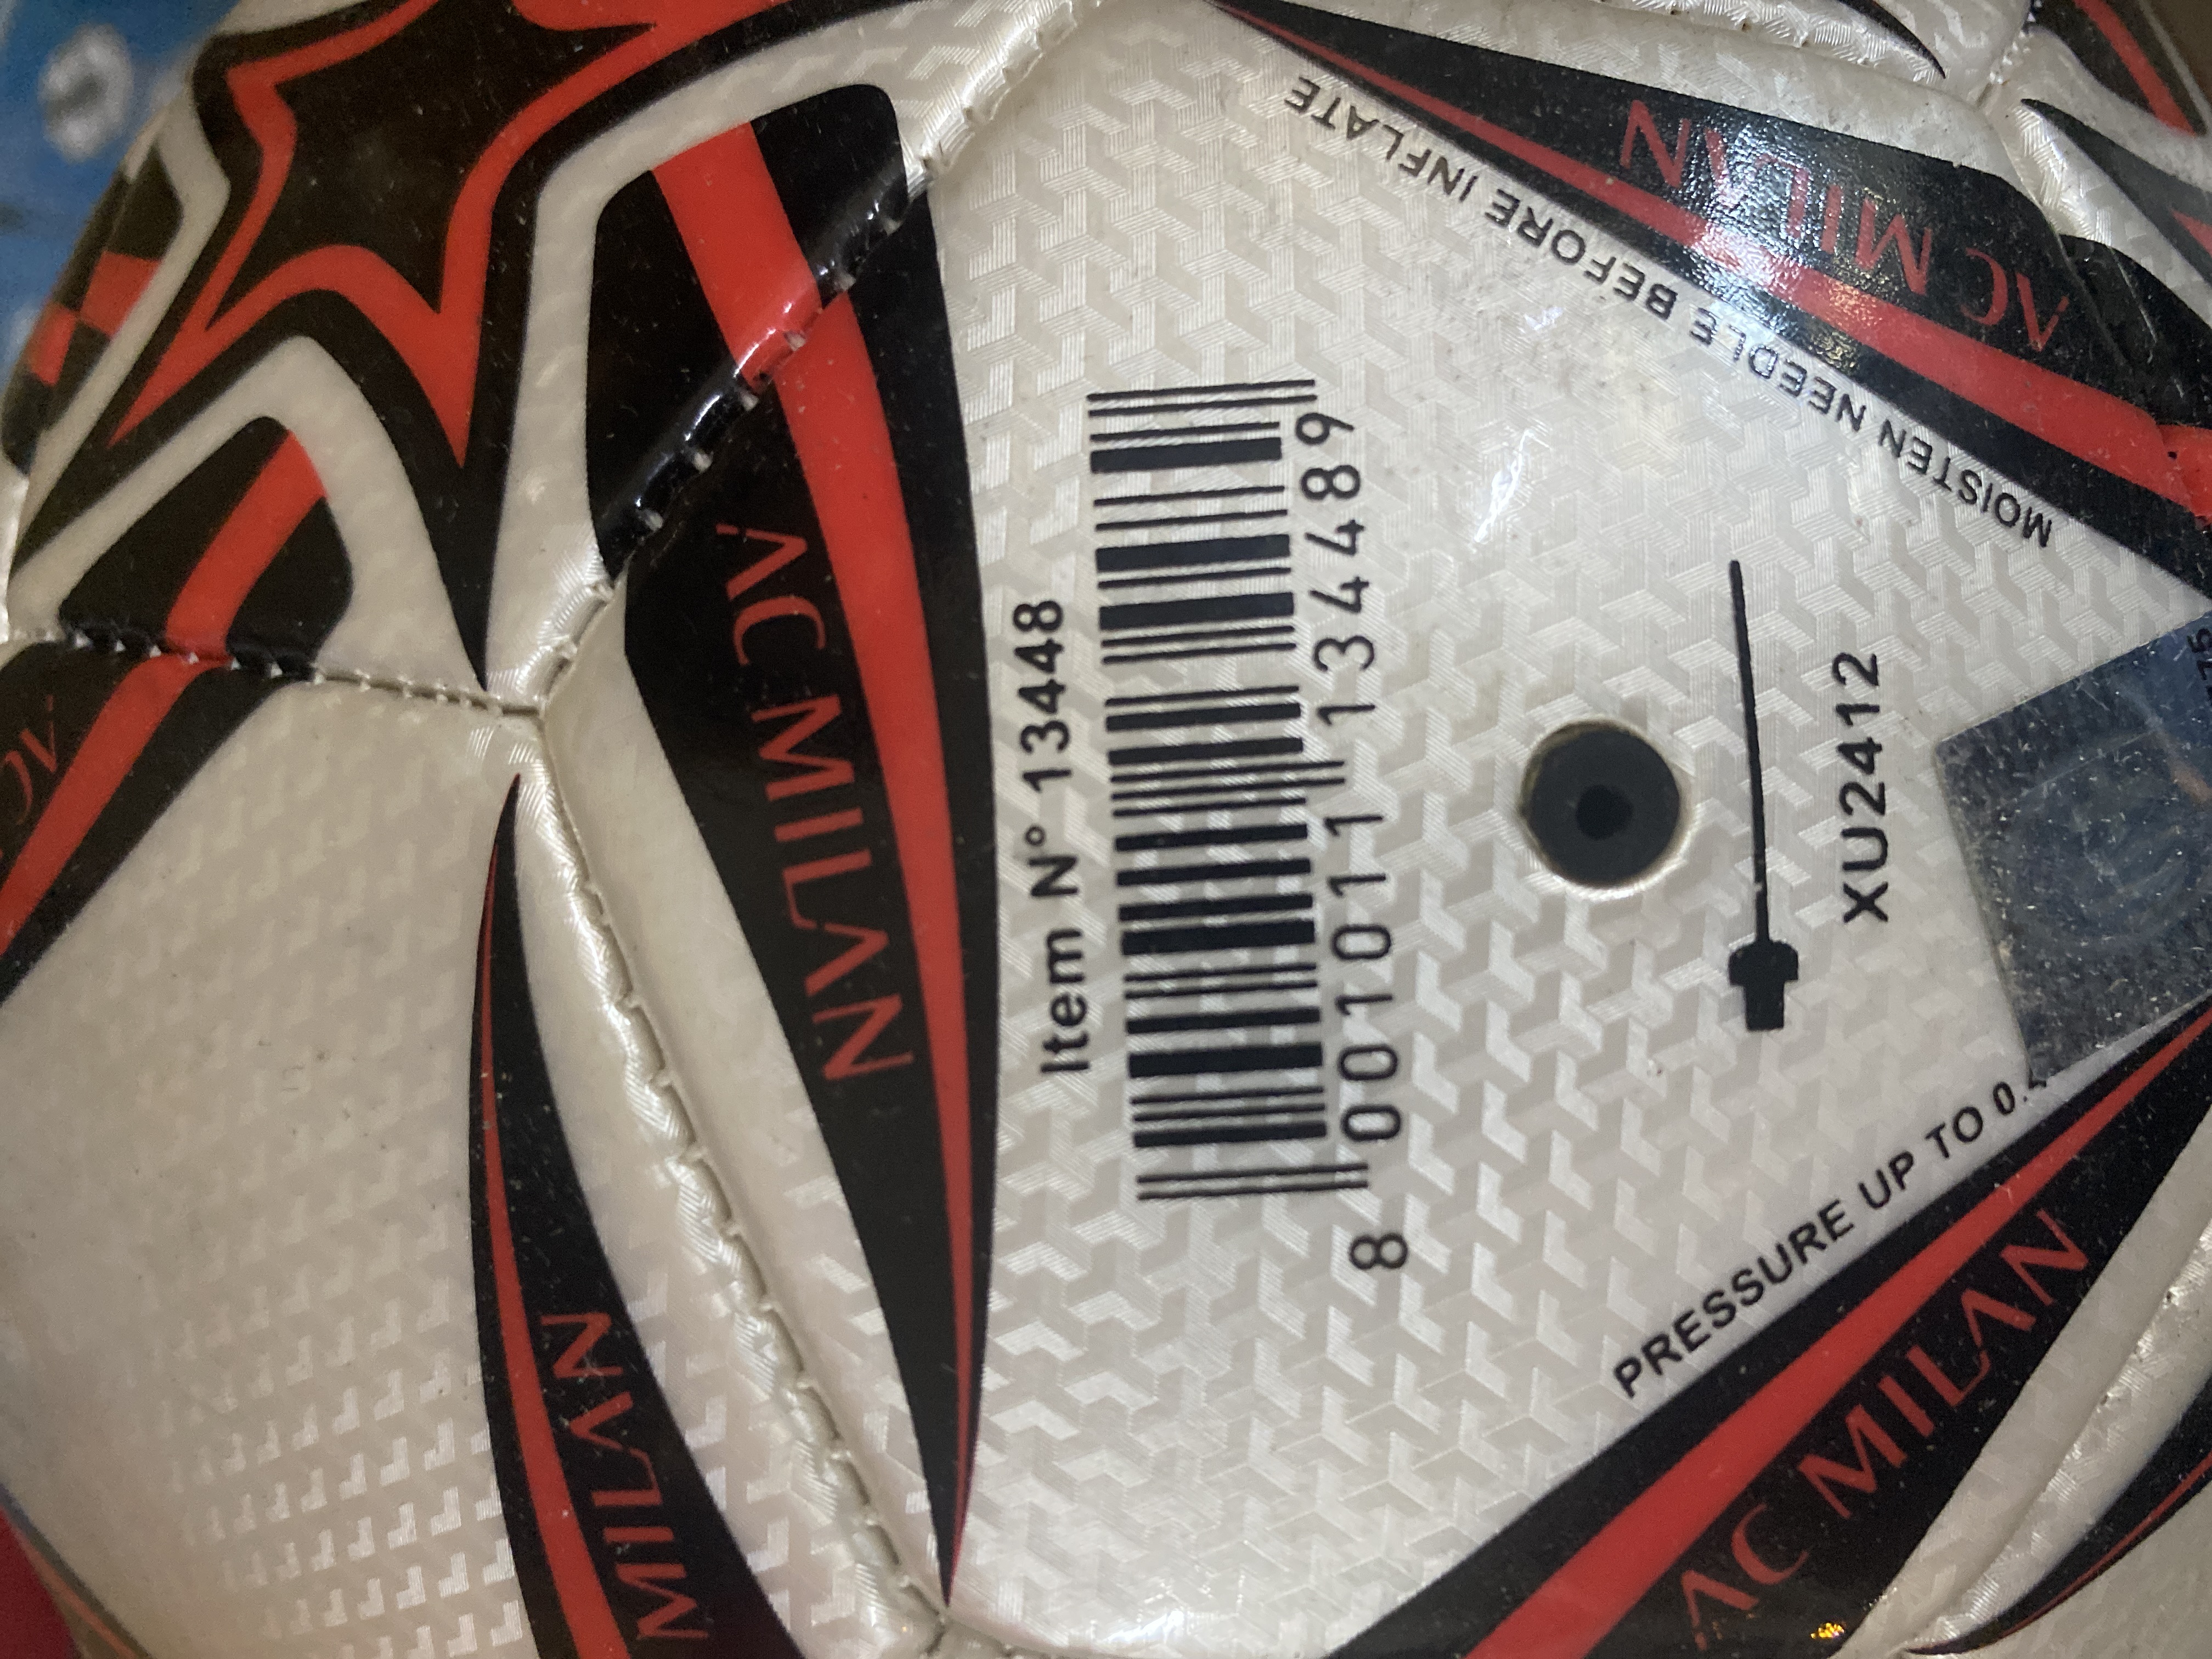 AC MILAN
MOISTEN NEEDLE BEFORE INFLATE
AC MILAN
Item N° 13448
8 001011 134489
XU2412
PRESSURE UP TO 0.
AC MILAN
MILAN
AC